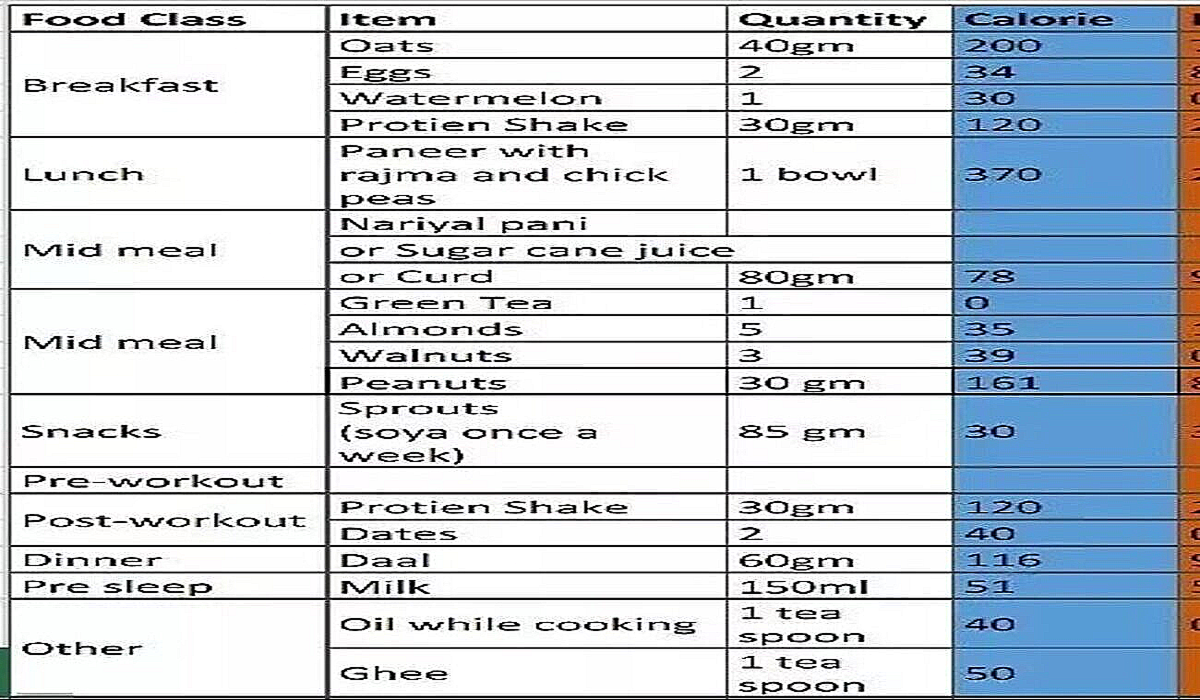 Food Class Item Quantity Calorie
Breakfast
Oats 40gm 200
Eggs 2 34
Watermelon 1 30
Protien Shake 30gm 120
Lunch
Paneer with
rajma and chick
peas
1 bowl 370
Mid meal
Nariyal pani
or Sugar cane juice
or Curd 80gm 78
Mid meal
Green Tea 1 0
Almonds 5 35
Walnuts 3 39
Peanuts 30 gm 161
Snacks
Sprouts
(soya once a
week)
85 gm 30
Pre-workout
Post-workout
Protien Shake 30gm 120
Dates 2 40
Dinner Daal 60gm 116
Pre sleep Milk 150ml 51
Other
Oil while cooking
1 tea
spoon
40
Ghee
1 tea
spoon
50